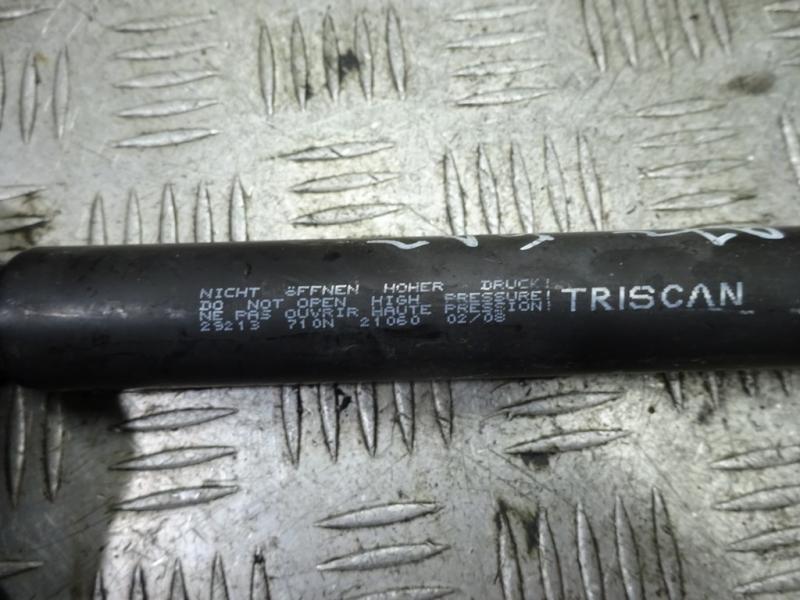 NICHT ÖFFNEN HOHER DRUCK!
DO NOT OPEN HIGH PRESSURE!
NE PAS OUVRIR HAUTE PRESSION!
29213 710N 21060 02/08
TRISCAN